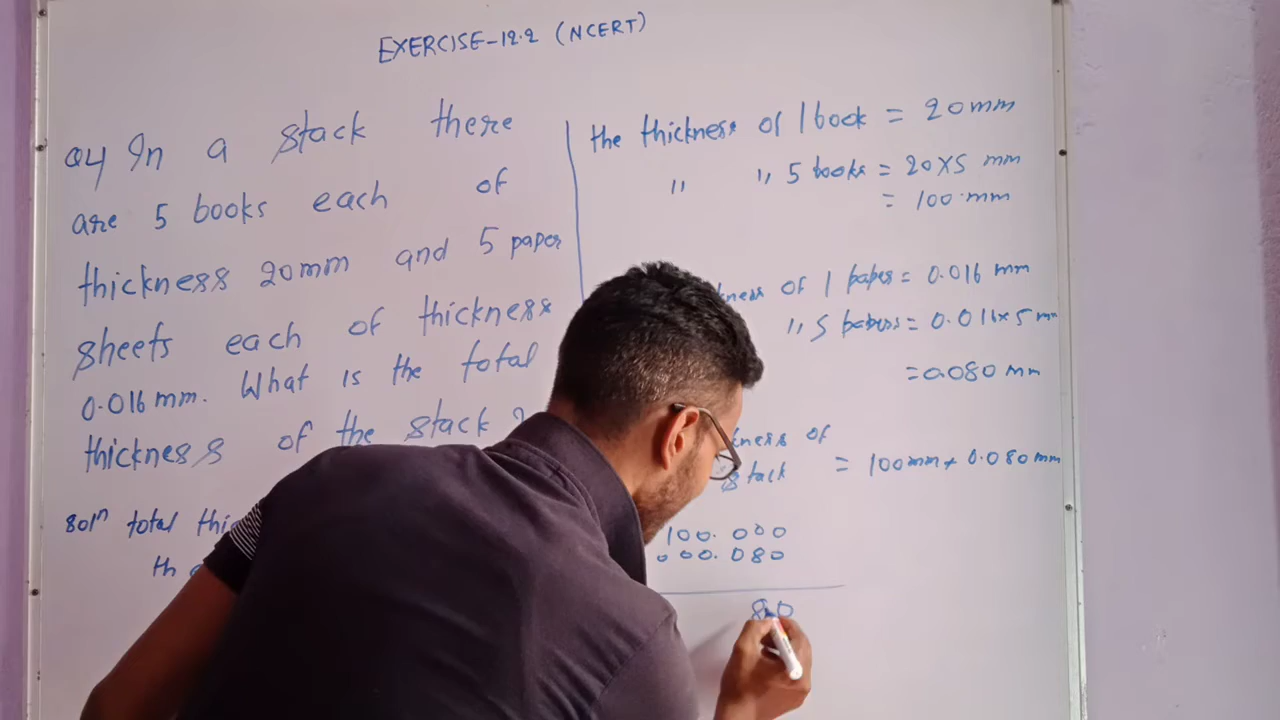 EXERCISE-12.2 (NCERT)
Q4 In a stack there
are 5 books each of
thickness 20mm and 5 paper
sheets each of thickness
0.016 mm. What is the total
thickness of the stack ?
Soln total thi
th
the thickness of 1 book = 20mm
" " 5 books = 20×5 mm
= 100 mm
kness of 1 papes = 0.016 mm
" 5 papers = 0.016×5 mm
= 0.080 mm
kness of
stack = 100mm + 0.080mm
100.000
000.080
80